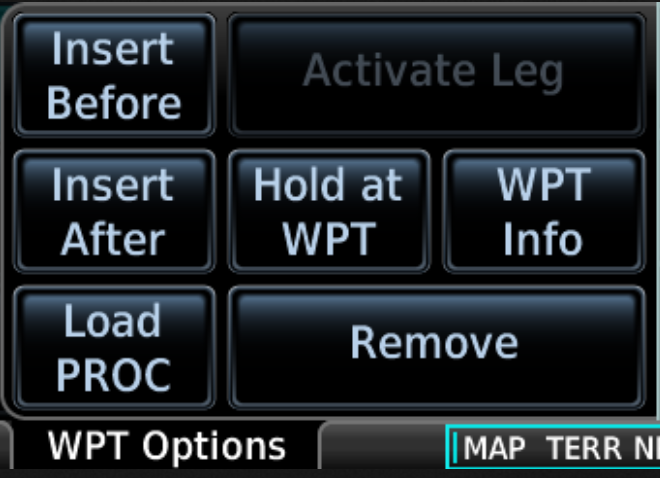 Insert
Before
Activate Leg
Insert
After
Hold at
WPT
WPT
Info
Load
PROC
Remove
WPT Options
MAP TERR